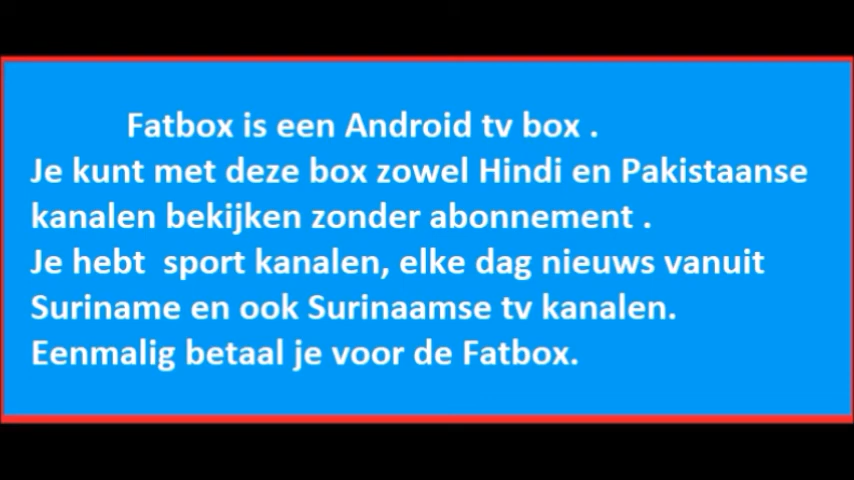 Fatbox is een Android tv box .
Je kunt met deze box zowel Hindi en Pakistaanse
kanalen bekijken zonder abonnement .
Je hebt  sport kanalen, elke dag nieuws vanuit
Suriname en ook Surinaamse tv kanalen.
Eenmalig betaal je voor de Fatbox.